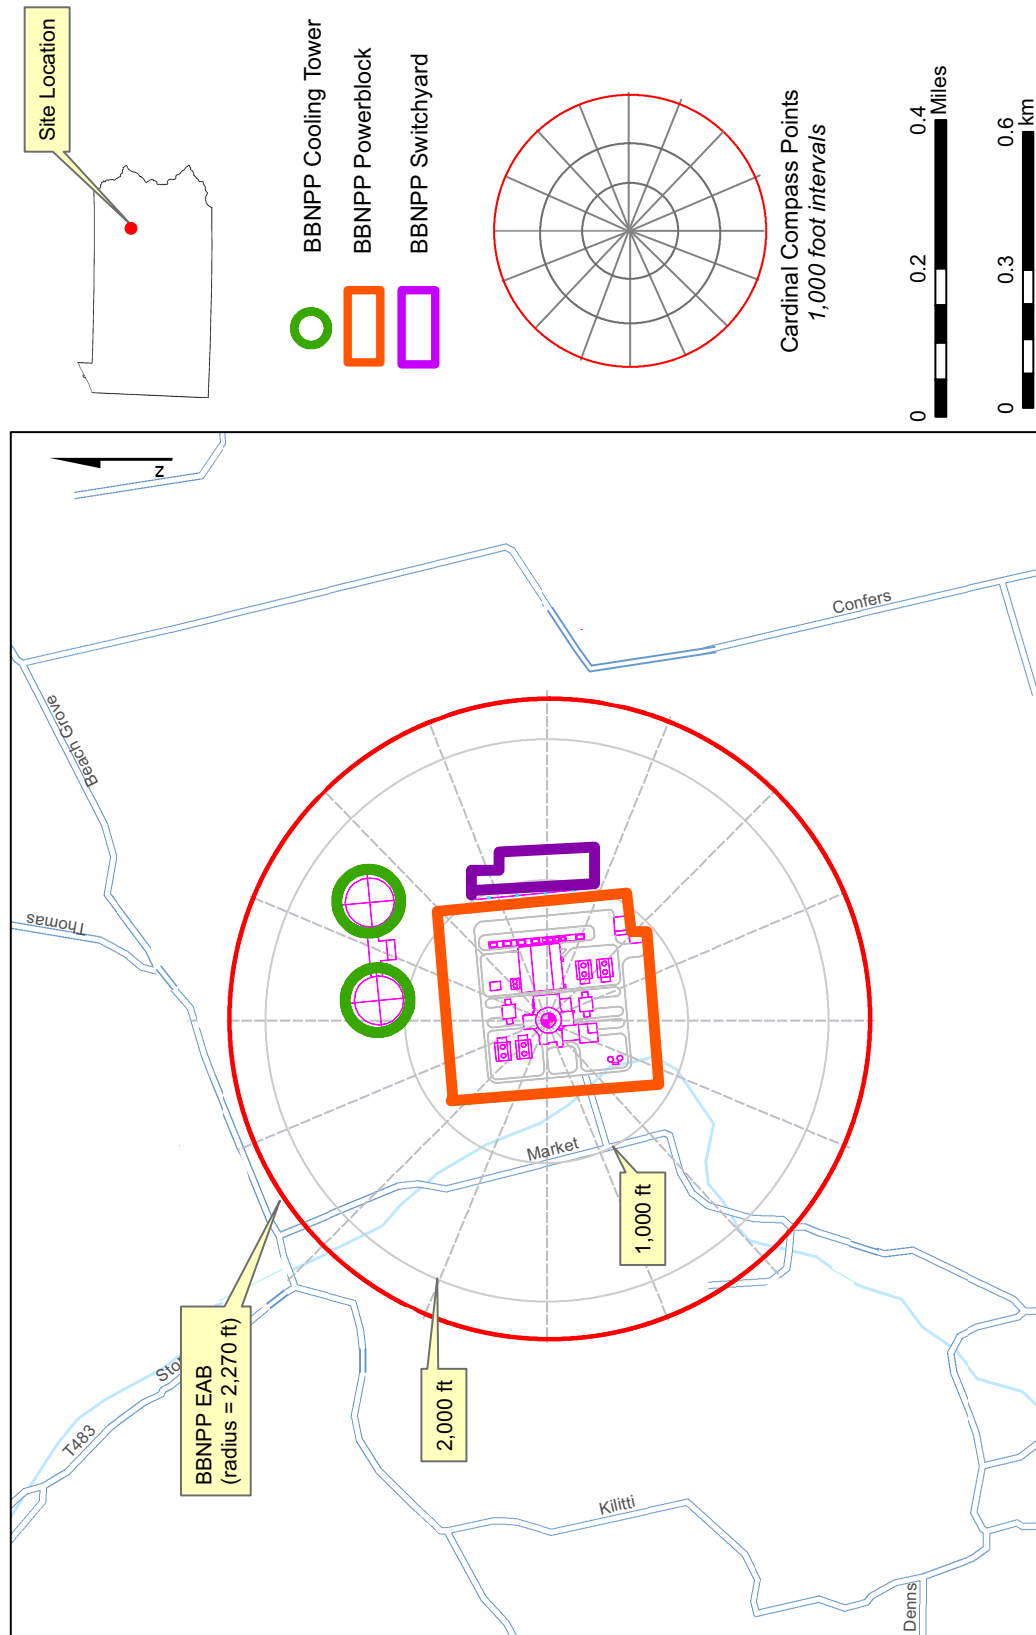 Site Location
BBNPP Cooling Tower
BBNPP Powerblock
BBNPP Switchyard
Cardinal Compass Points
1,000 foot intervals
0
0.2
0.4
Miles
0
0.3
0.6
km
N
Beach Grove
Thomas
Confers
Market
1,000 ft
2,000 ft
BBNPP EAB
(radius = 2,270 ft)
T483
Kilitti
Denns